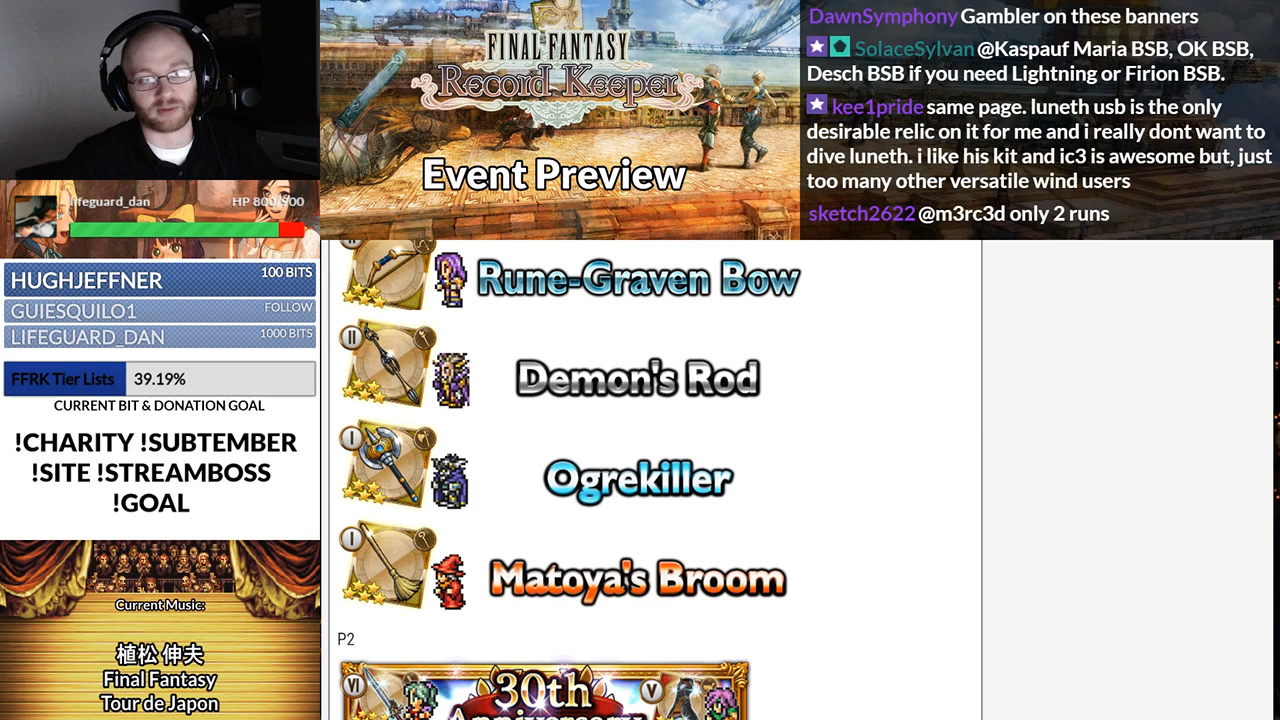 FINAL FANTASY
Record Keeper
Event Preview
DawnSymphony Gambler on these banners
SolaceSylvan @Kaspauf Maria BSB, OK BSB,
Desch BSB if you need Lightning or Firion BSB.
kee1pride same page. luneth usb is the only
desirable relic on it for me and i really dont want to
dive luneth. i like his kit and ic3 is awesome but, just
too many other versatile wind users
sketch2622 @m3rc3d only 2 runs
lifeguard_dan
HUGHJEFFNER 100 BITS
GUIESQUILO1 FOLLOW
LIFEGUARD_DAN 1000 BITS
FFRK Tier Lists 39.19%
CURRENT BIT & DONATION GOAL
!CHARITY !SUBTEMBER
!SITE !STREAMBOSS
!GOAL
Current Music:
植松 伸夫
Final Fantasy
Tour de Japon
Rune-Graven Bow
II
Demon's Rod
I
Ogrekiller
I
Matoya's Broom
P2
VI
30th
V
Anniversary